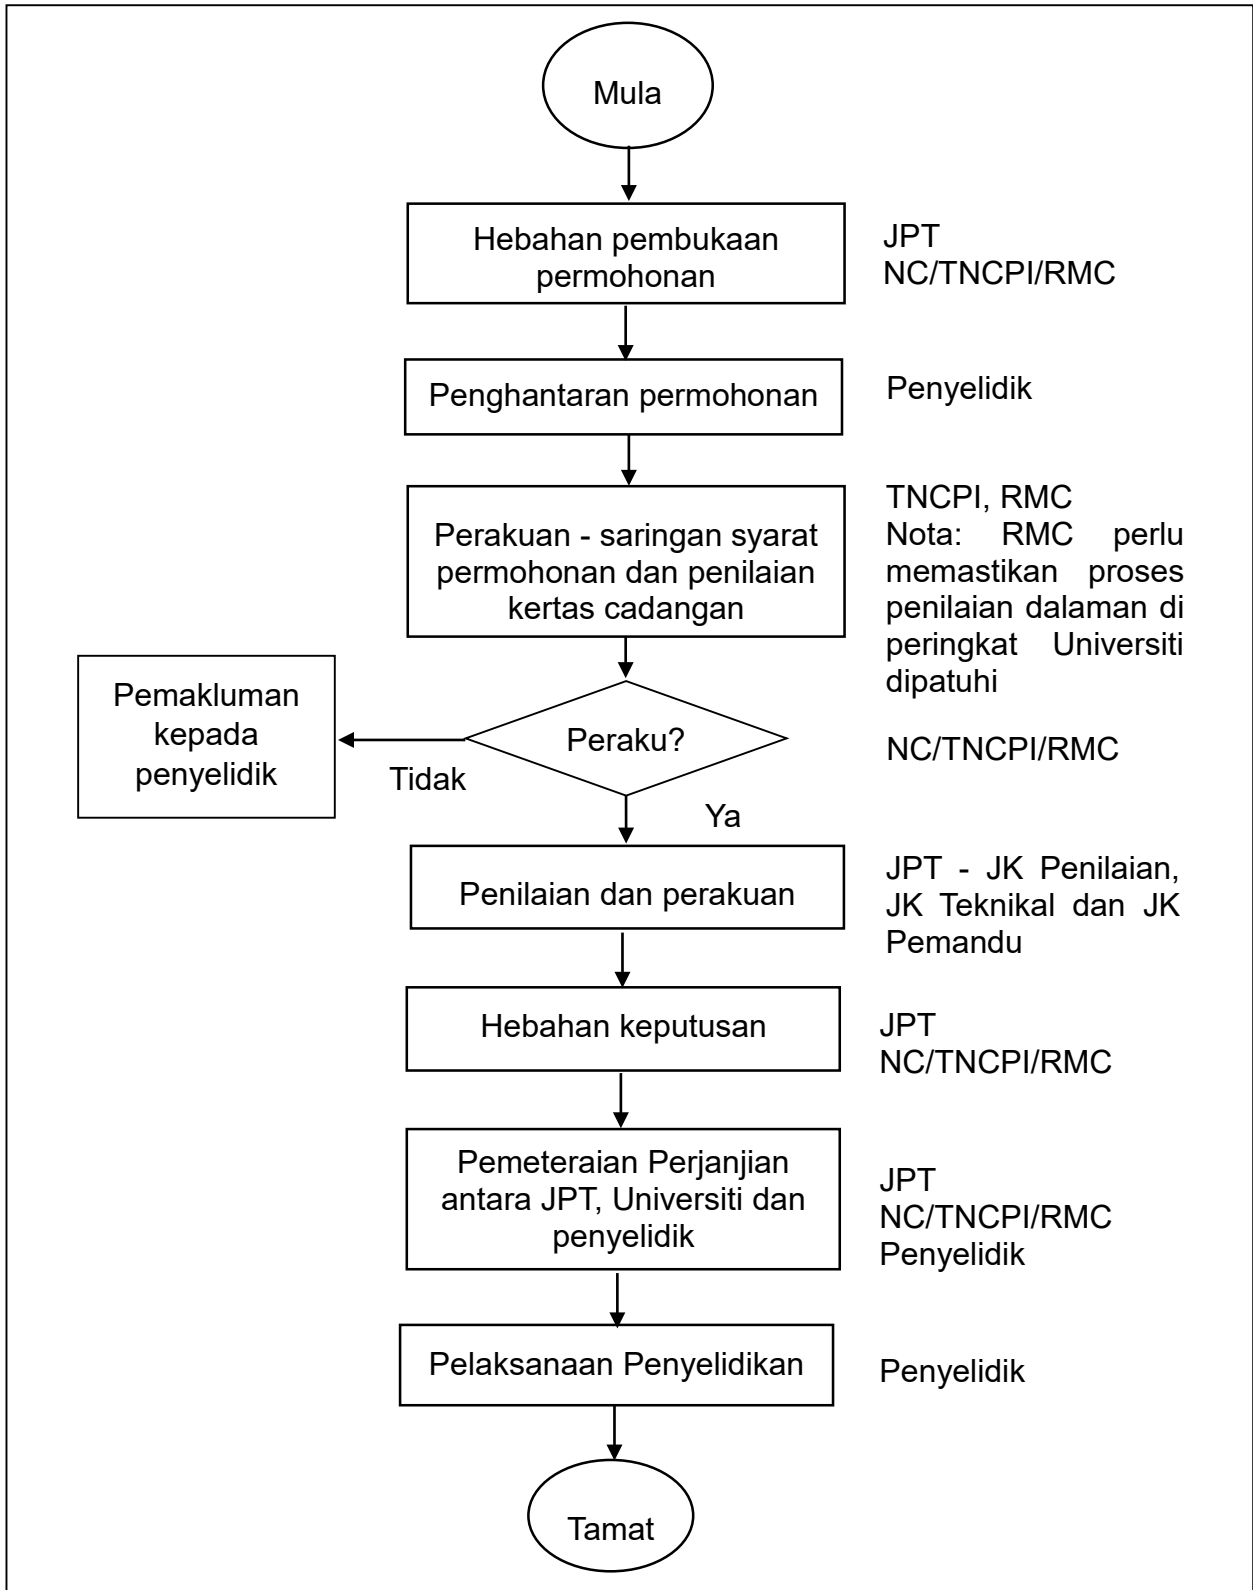 Mula
Hebahan pembukaan
permohonan
JPT
NC/TNCPI/RMC
Penghantaran permohonan
Penyelidik
Perakuan - saringan syarat
permohonan dan penilaian
kertas cadangan
TNCPI, RMC
Nota: RMC perlu
memastikan proses
penilaian dalaman di
peringkat Universiti
dipatuhi
Pemakluman
kepada
penyelidik
Tidak
Peraku?
NC/TNCPI/RMC
Ya
Penilaian dan perakuan
JPT - JK Penilaian,
JK Teknikal dan JK
Pemandu
Hebahan keputusan
JPT
NC/TNCPI/RMC
Pemeteraian Perjanjian
antara JPT, Universiti dan
penyelidik
JPT
NC/TNCPI/RMC
Penyelidik
Pelaksanaan Penyelidikan
Penyelidik
Tamat